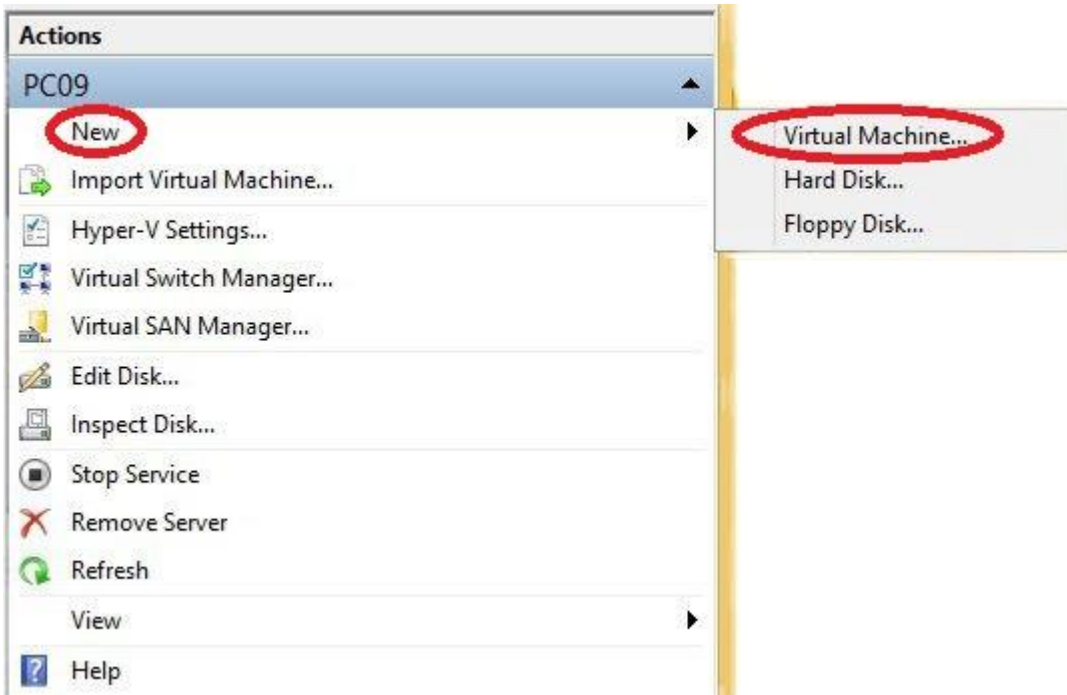 Actions
PC09
New
Virtual Machine...
Import Virtual Machine...
Hard Disk...
Hyper-V Settings...
Floppy Disk...
Virtual Switch Manager...
Virtual SAN Manager...
Edit Disk...
Inspect Disk...
Stop Service
Remove Server
Refresh
View
Help